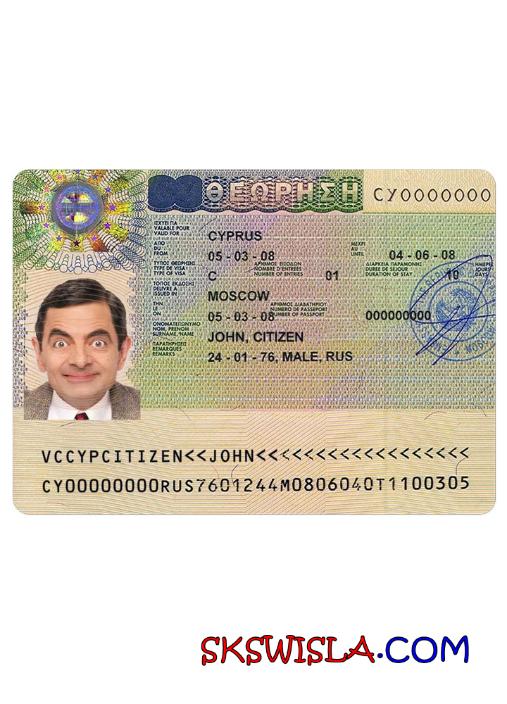 ΘΕΩΡΗΣΗ CY0000000
ΙΣΧΥΕΙ ΓΙΑ
VALABLE POUR
VALID FOR
CYPRUS
ΑΠΟ
DU
FROM
05 - 03 - 08
ΜΕΧΡΙ
AU
UNTIL
04 - 06 - 08
ΤΥΠΟΣ ΘΕΩΡΗΣΗΣ
TYPE DE VISA
TYPE OF VISA
C
ΑΡΙΘΜΟΣ ΕΙΣΟΔΩΝ
NOMBRE D'ENTREES
NUMBER OF ENTRIES
01
ΔΙΑΡΚΕΙΑ ΠΑΡΑΜΟΝΗΣ
DUREE DE SEJOUR
DURATION OF STAY
10
ΗΜΕΡΕΣ
JOURS
DAYS
ΤΟΠΟΣ ΕΚΔΟΣΗΣ
DELIVRE A
ISSUED IN
MOSCOW
ΤΗΝ
LE
ON
05 - 03 - 08
ΑΡΙΘΜΟΣ ΔΙΑΒΑΤΗΡΙΟΥ
NUMERO DE PASSEPORT
NUMBER OF PASSPORT
000000000
ΟΝΟΜΑΤΕΠΩΝΥΜΟ
NOM, PRENOM
SURNAME, NAME
JOHN, CITIZEN
ΠΑΡΑΤΗΡΗΣΕΙΣ
REMARQUES
REMARKS
24 - 01 - 76, MALE, RUS
VCCYPCITIZEN<<JOHN<<<<<<<<<<<<<<<<<
CY00000000RUS7601244M0806040T1100305
SKSWISLA.COM